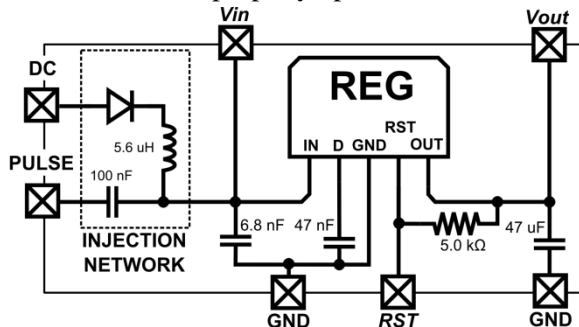 Vin
Vout
DC
REG
RST
IN D GND OUT
5.6 uH
PULSE
100 nF
6.8 nF
47 nF
5.0 kΩ
47 uF
INJECTION
NETWORK
GND
RST
GND